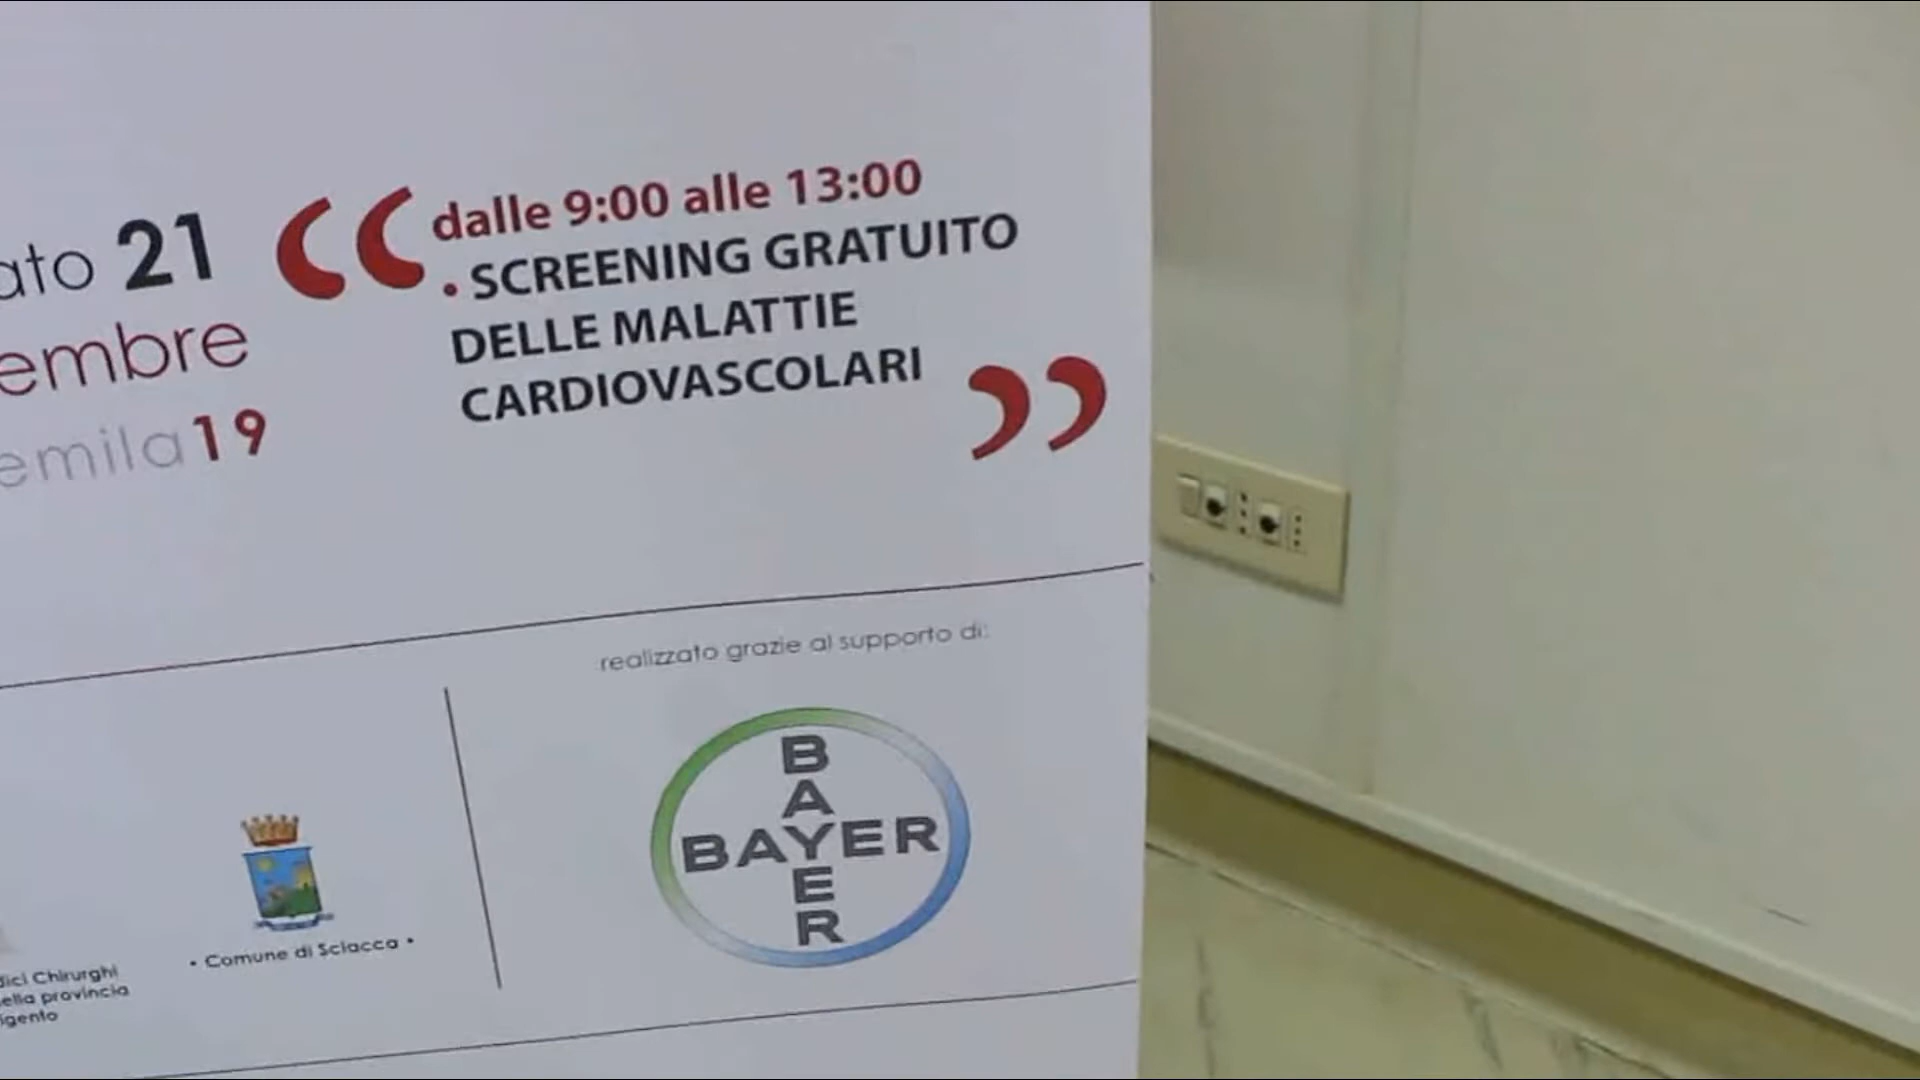 ato 21
embre
emila19
dalle 9:00 alle 13:00
• SCREENING GRATUITO
DELLE MALATTIE
CARDIOVASCOLARI
realizzato grazie al supporto di:
BAYER
BAYER
• Comune di Sciacca •
dici Chirurghi
ella provincia
igento